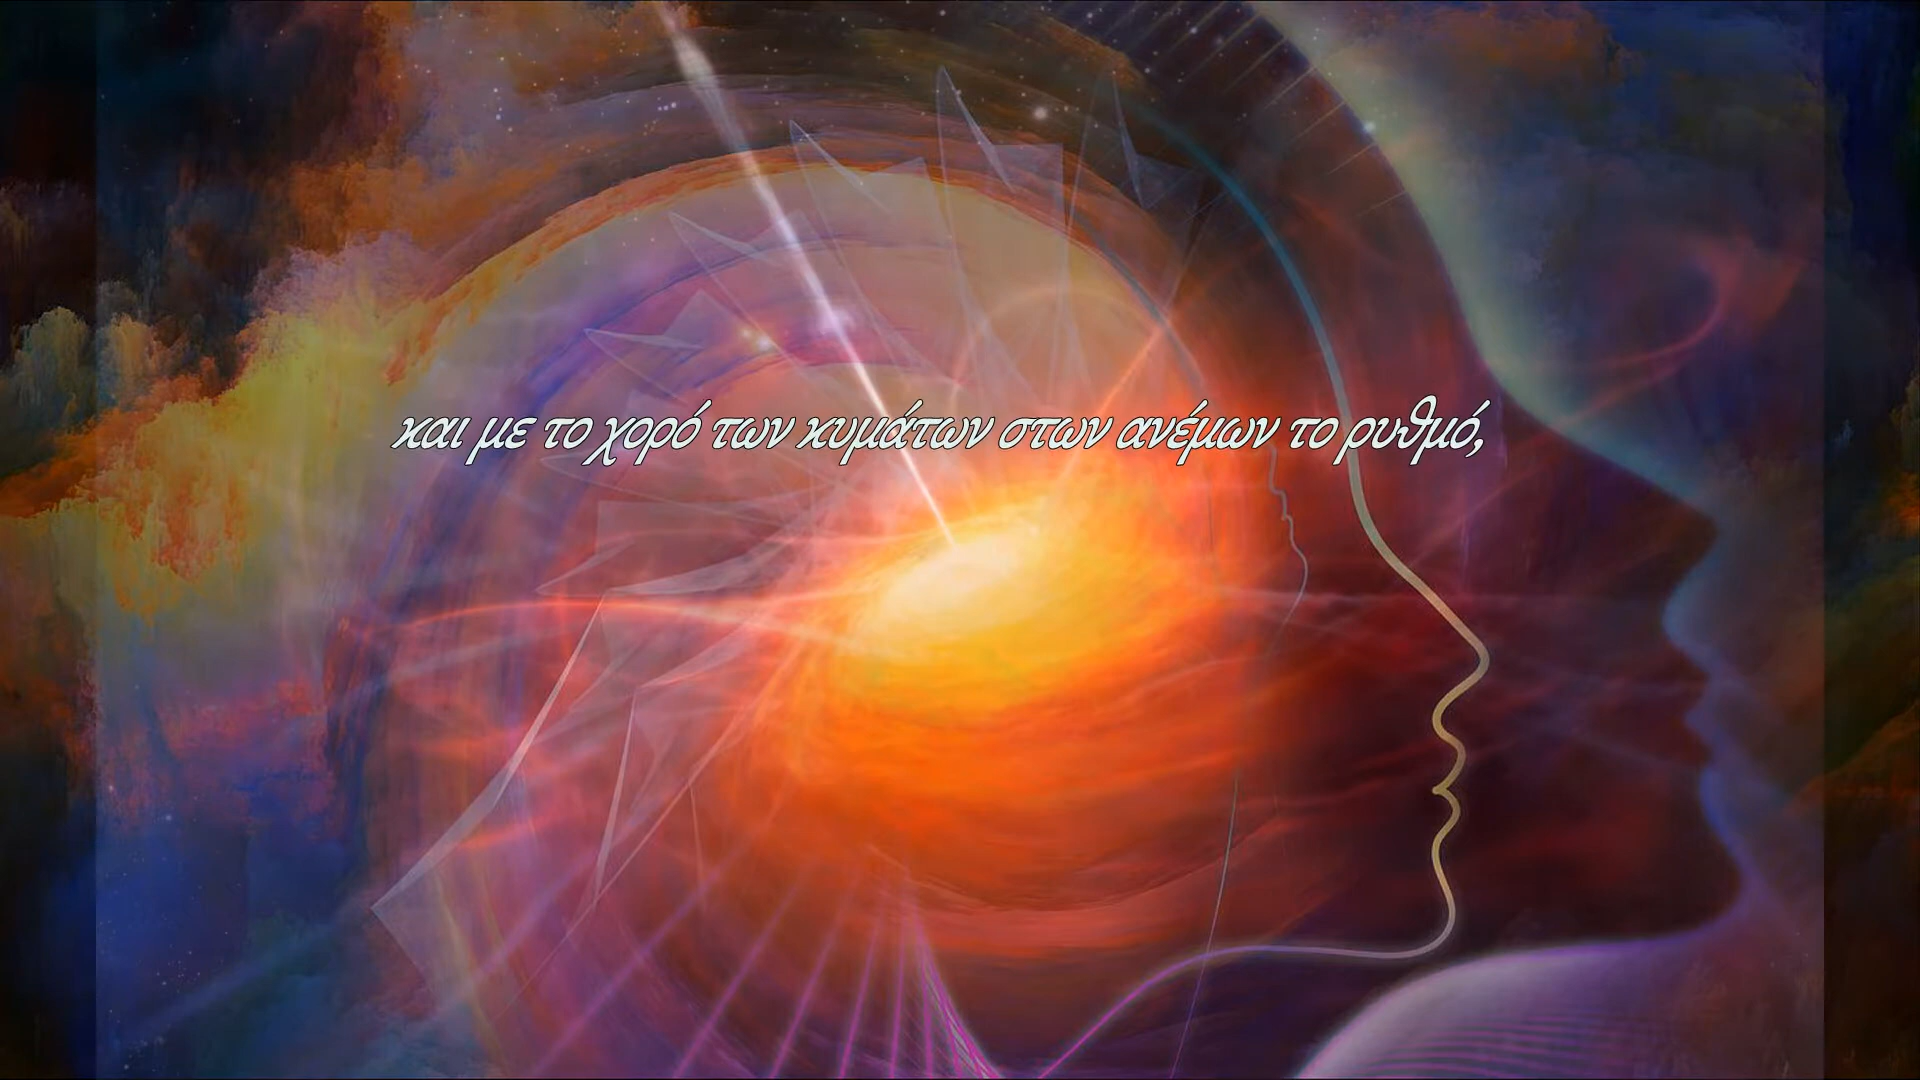 και με το χορό των κυμάτων στων ανέμων το ρυθμό,